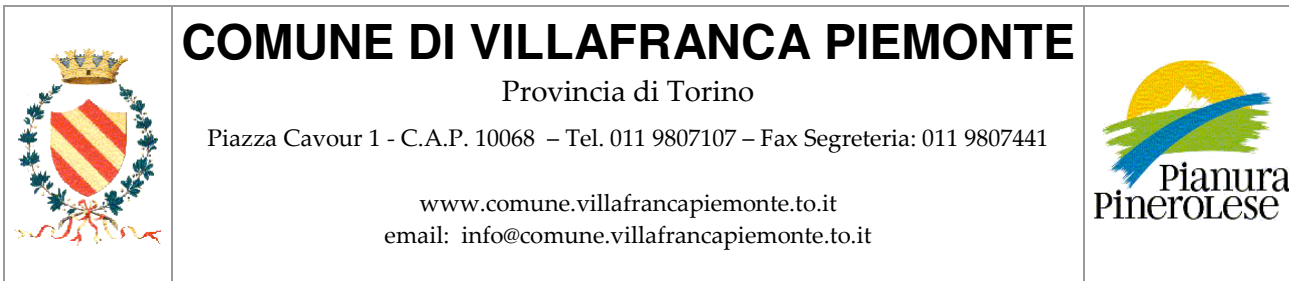 COMUNE DI VILLAFRANCA PIEMONTE
Provincia di Torino
Piazza Cavour 1 - C.A.P. 10068 – Tel. 011 9807107 – Fax Segreteria: 011 9807441
www.comune.villafrancapiemonte.to.it
email: info@comune.villafrancapiemonte.to.it
Pianura
Pinerolese